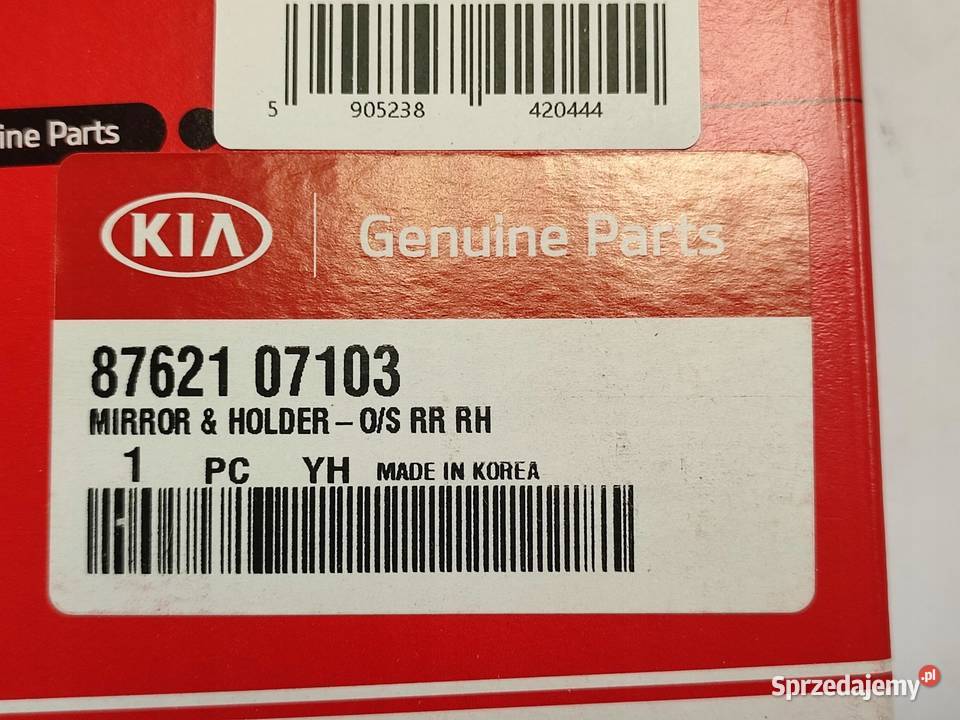 5 905238 420444
ine Parts
KIA Genuine Parts
87621 07103
MIRROR & HOLDER – O/S RR RH
1 PC YH MADE IN KOREA
Sprzedajemy.pl